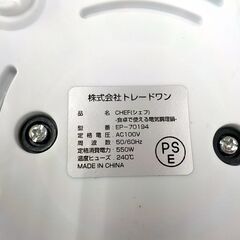 株式会社トレードワン
品名 CHEF(シェフ)
-食卓で使える電気調理鍋-
型番 EP-70194
定格電圧:AC100V
周波数:50/60Hz
定格消費電力:550W
温度ヒューズ:240℃
MADE IN CHINA
PS
E